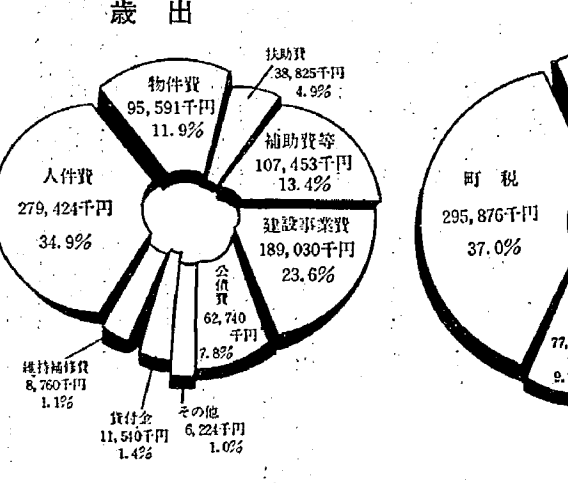 歳出
扶助費
38,825千円
4.9%
物件費
95,591千円
11.9%
補助費等
107,453千円
13.4%
人件費
279,424千円
34.9%
建設事業費
189,030千円
23.6%
公債費
62,740
千円
7.8%
維持補修費
8,760千円
1.1%
貸付金
11,540千円
1.4%
その他
6,224千円
1.0%
町税
295,876千円
37.0%
77,
9.